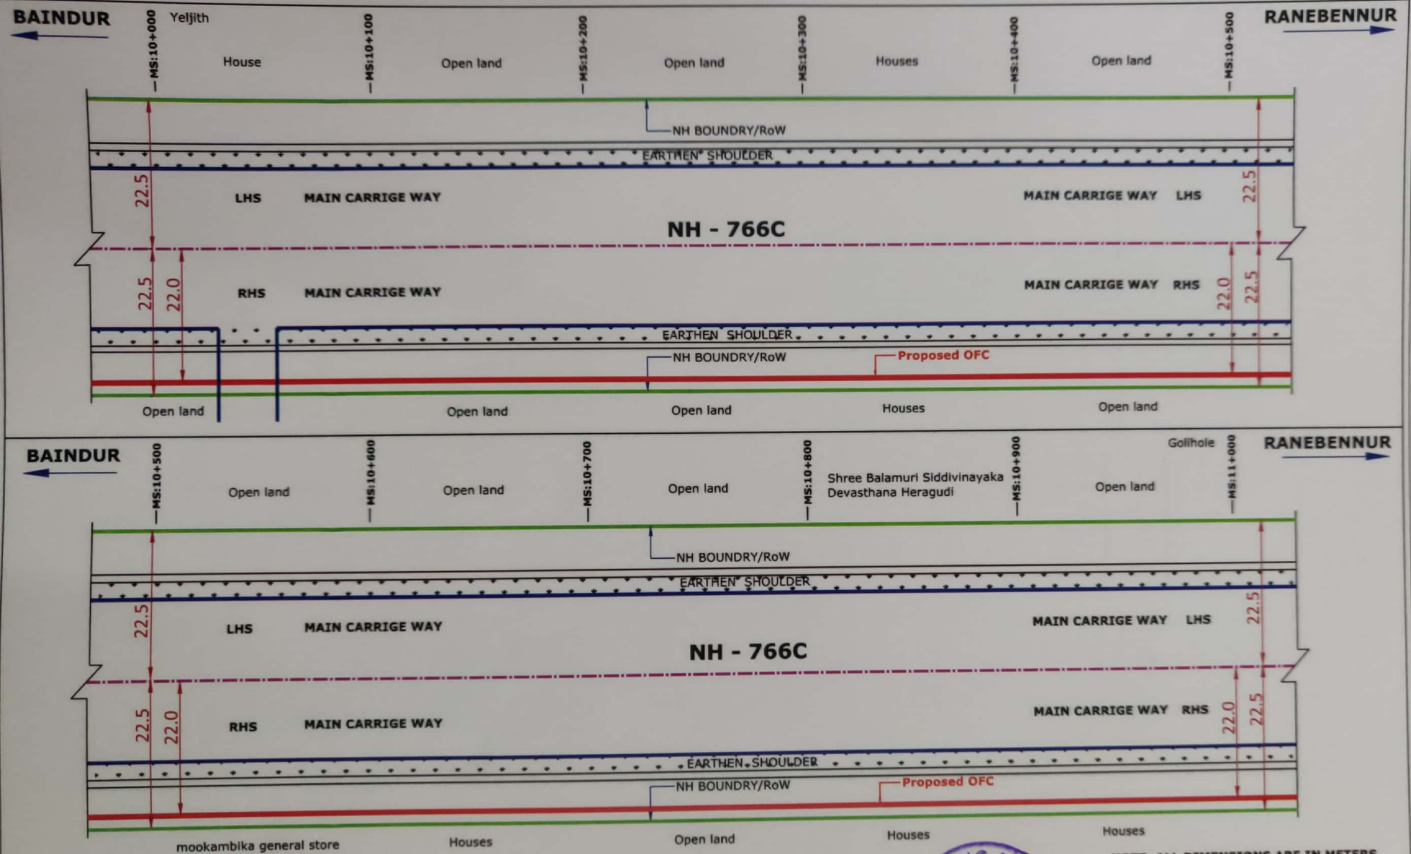 BAINDUR
Yeljith
MS:10+000
MS:10+100
MS:10+200
MS:10+300
MS:10+400
MS:10+500
RANEBENNUR
House
Open land
Open land
Houses
Open land
NH BOUNDRY/RoW
EARTHEN SHOULDER
22.5
LHS
MAIN CARRIGE WAY
MAIN CARRIGE WAY
LHS
22.5
NH - 766C
22.5
22.0
RHS
MAIN CARRIGE WAY
MAIN CARRIGE WAY
RHS
22.0
22.5
EARTHEN SHOULDER
NH BOUNDRY/RoW
Proposed OFC
Open land
Open land
Open land
Houses
Open land
BAINDUR
MS:10+500
MS:10+600
MS:10+700
MS:10+800
MS:10+900
Golihole
MS:11+000
RANEBENNUR
Open land
Open land
Open land
Shree Balamuri Siddivinayaka
Devasthana Heragudi
Open land
NH BOUNDRY/RoW
EARTHEN SHOULDER
22.5
LHS
MAIN CARRIGE WAY
MAIN CARRIGE WAY
LHS
22.5
NH - 766C
22.5
22.0
RHS
MAIN CARRIGE WAY
MAIN CARRIGE WAY
RHS
22.0
22.5
EARTHEN SHOULDER
NH BOUNDRY/RoW
Proposed OFC
mookambika general store
Houses
Open land
Houses
Houses
ALL DIMENSIONS ARE IN METERS